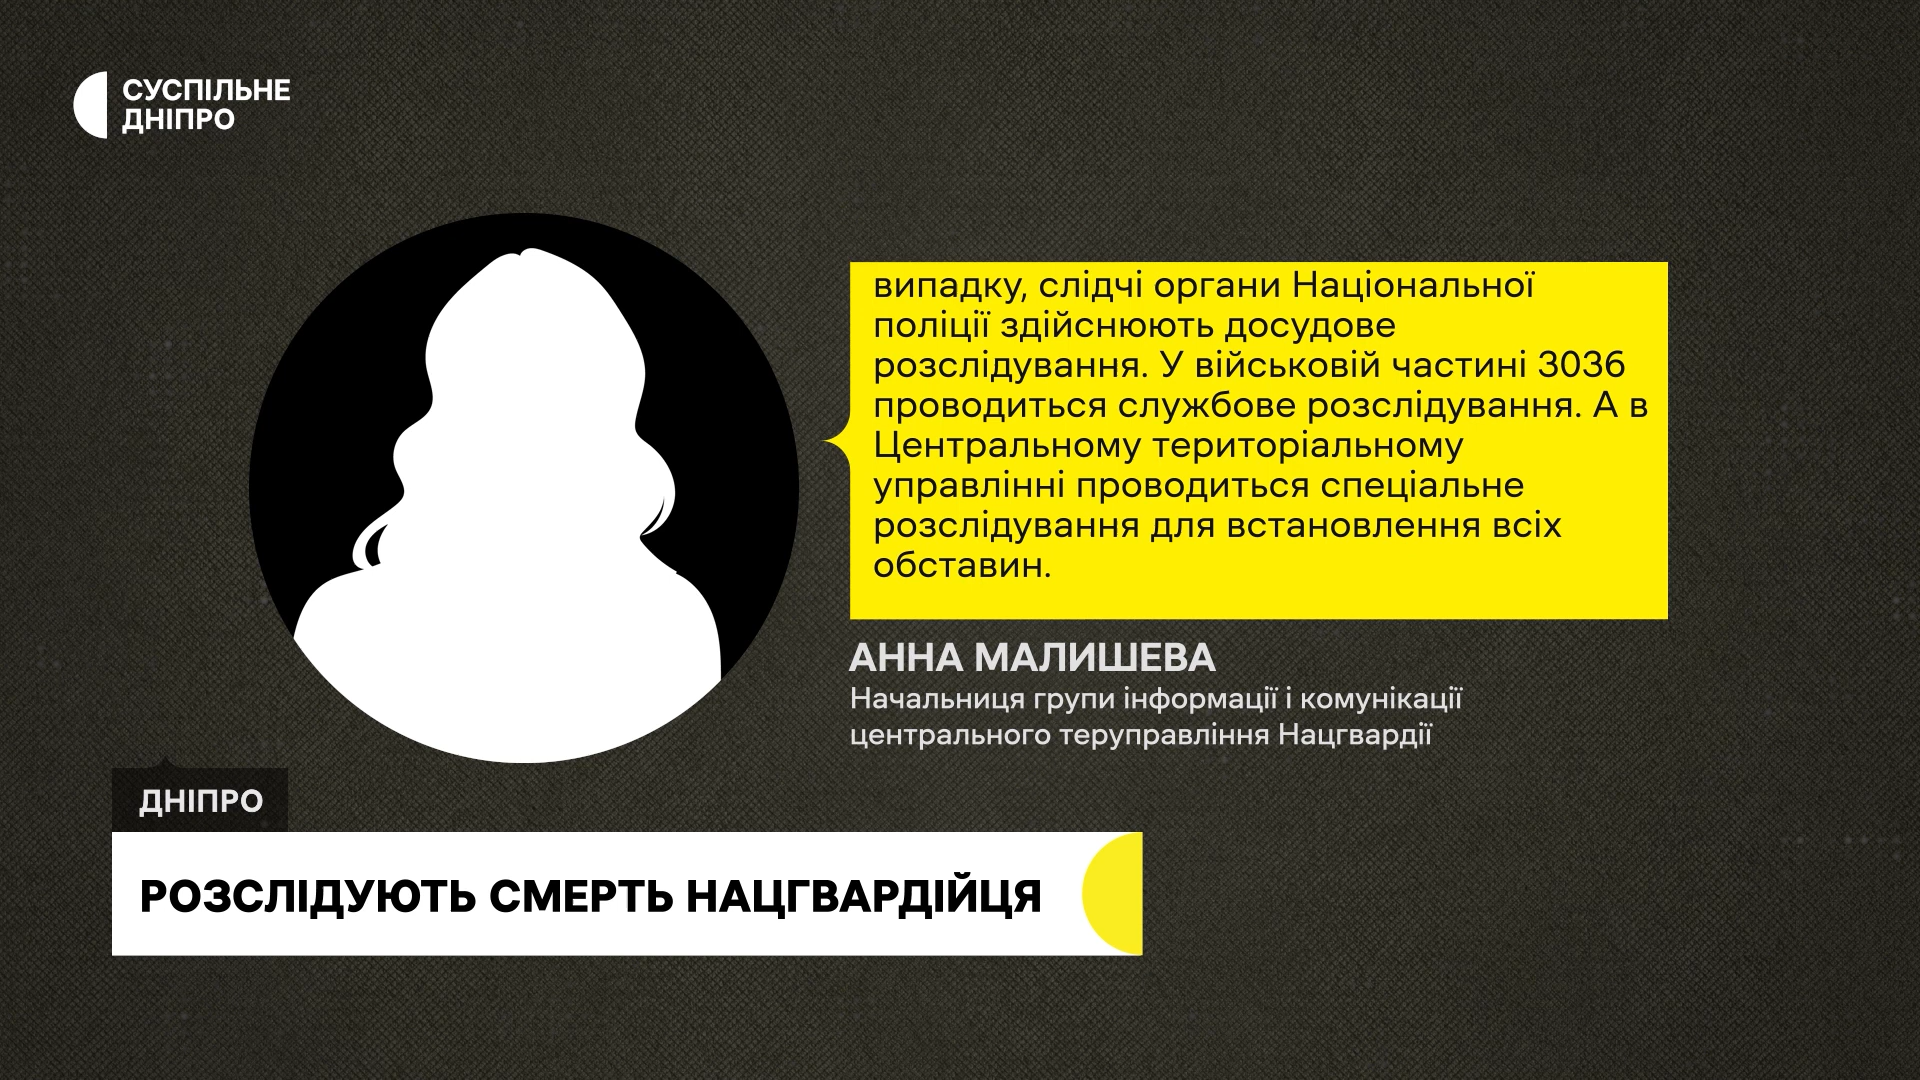 СУСПІЛЬНЕ
ДНІПРО
випадку, слідчі органи Національної
поліції здійснюють досудове
розслідування. У військовій частині 3036
проводиться службове розслідування. А в
Центральному територіальному
управлінні проводиться спеціальне
розслідування для встановлення всіх
обставин.
АННА МАЛИШЕВА
Начальниця групи інформації і комунікації
центрального теруправління Нацгвардії
ДНІПРО
РОЗСЛІДУЮТЬ СМЕРТЬ НАЦГВАРДІЙЦЯ